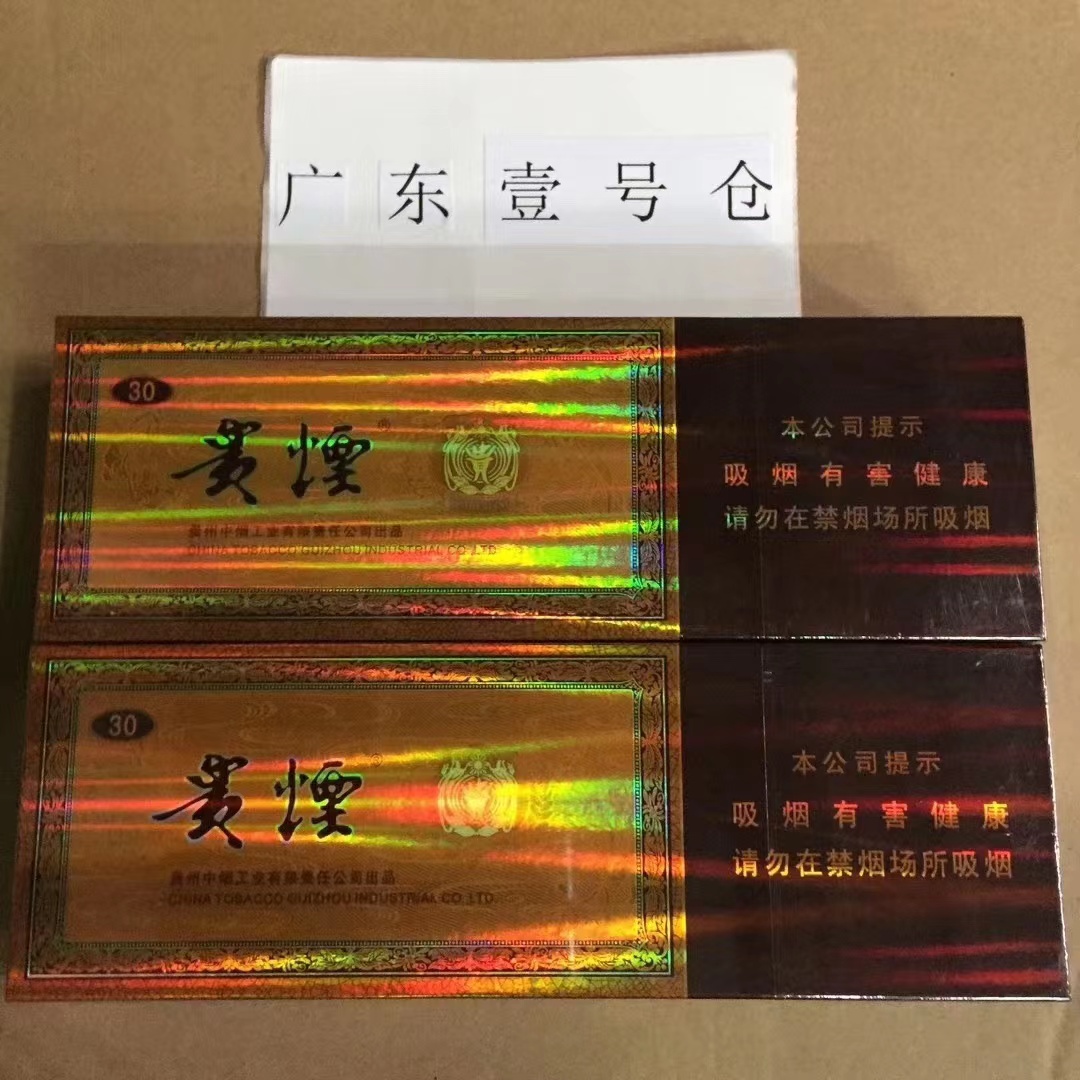 广东壹号仓
30
貴煙
贵州中烟工业有限责任公司出品
CHINA TOBACCO GUIZHOU INDUSTRIAL CO.,LTD
本公司提示
吸烟有害健康
请勿在禁烟场所吸烟
30
貴煙
贵州中烟工业有限责任公司出品
CHINA TOBACCO GUIZHOU INDUSTRIAL CO.,LTD
本公司提示
吸烟有害健康
请勿在禁烟场所吸烟